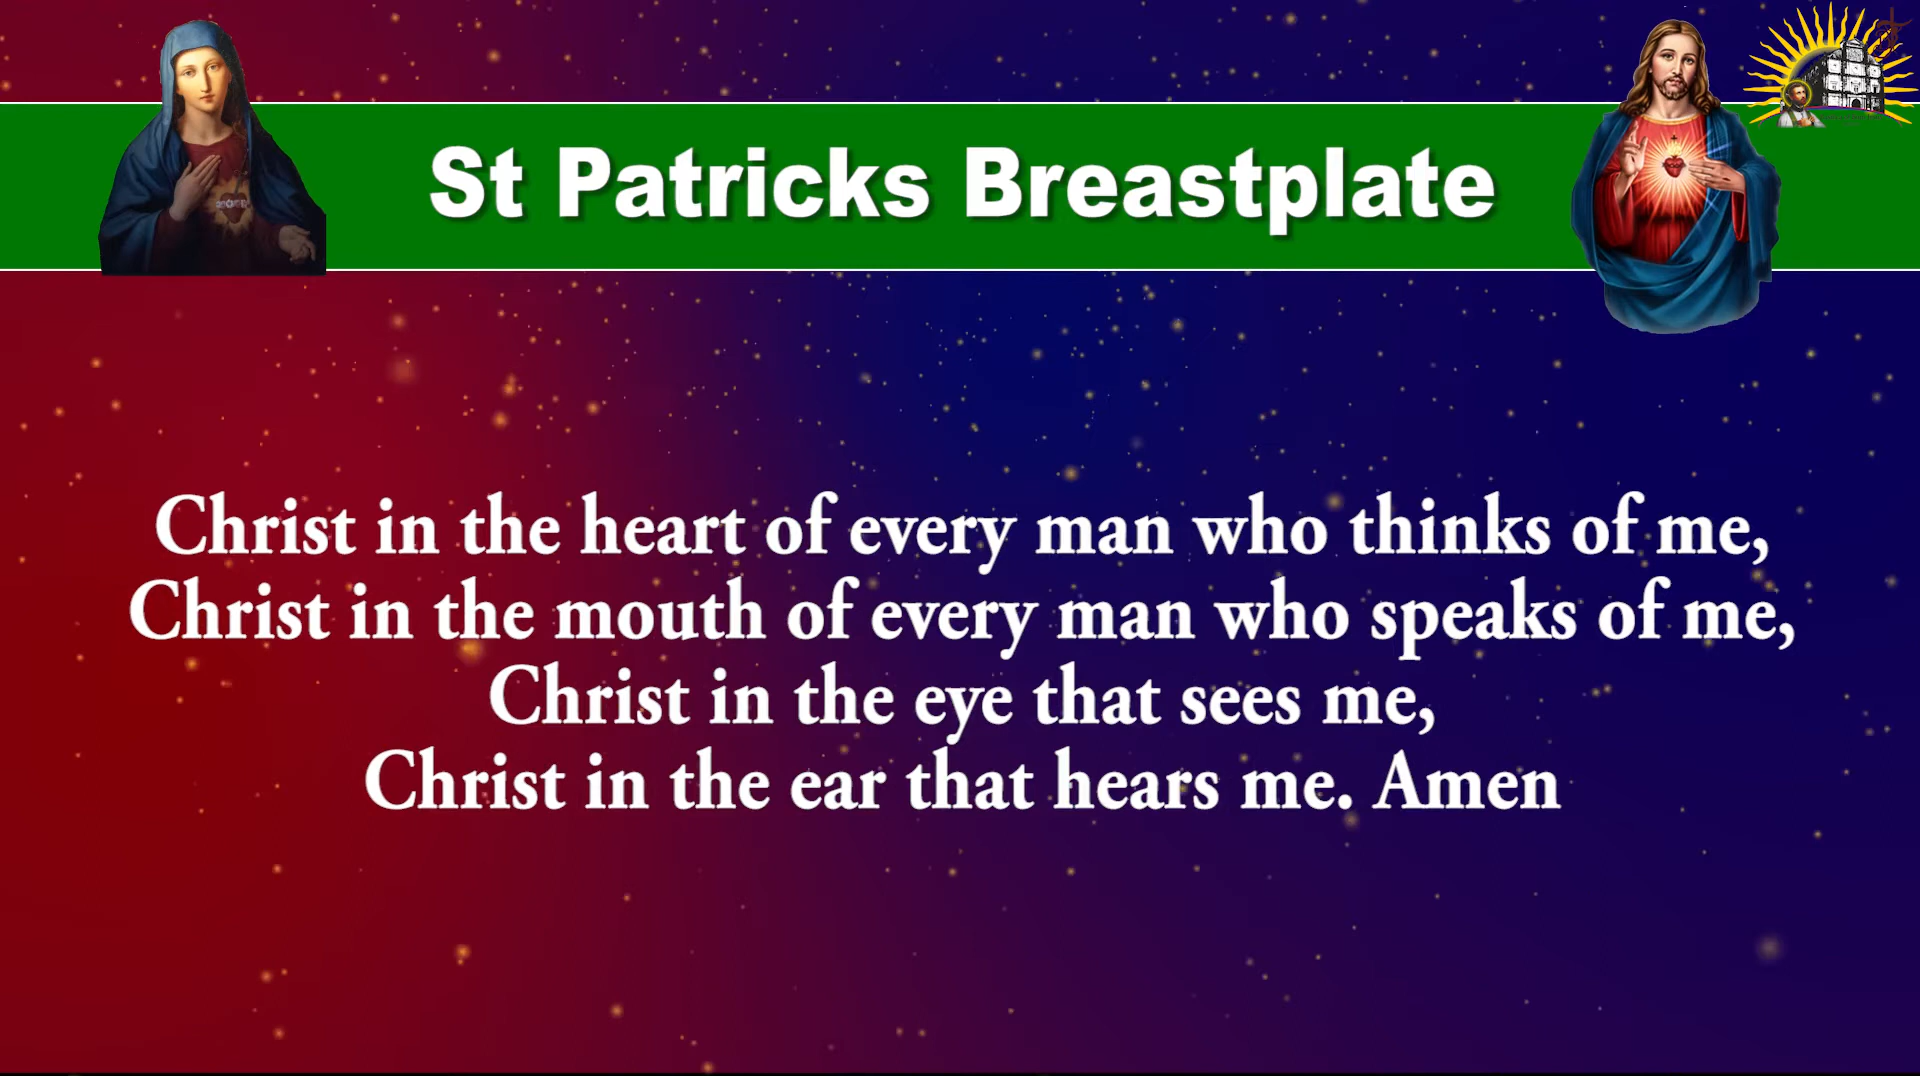 St Patricks Breastplate
Christ in the heart of every man who thinks of me,
Christ in the mouth of every man who speaks of me,
Christ in the eye that sees me,
Christ in the ear that hears me. Amen